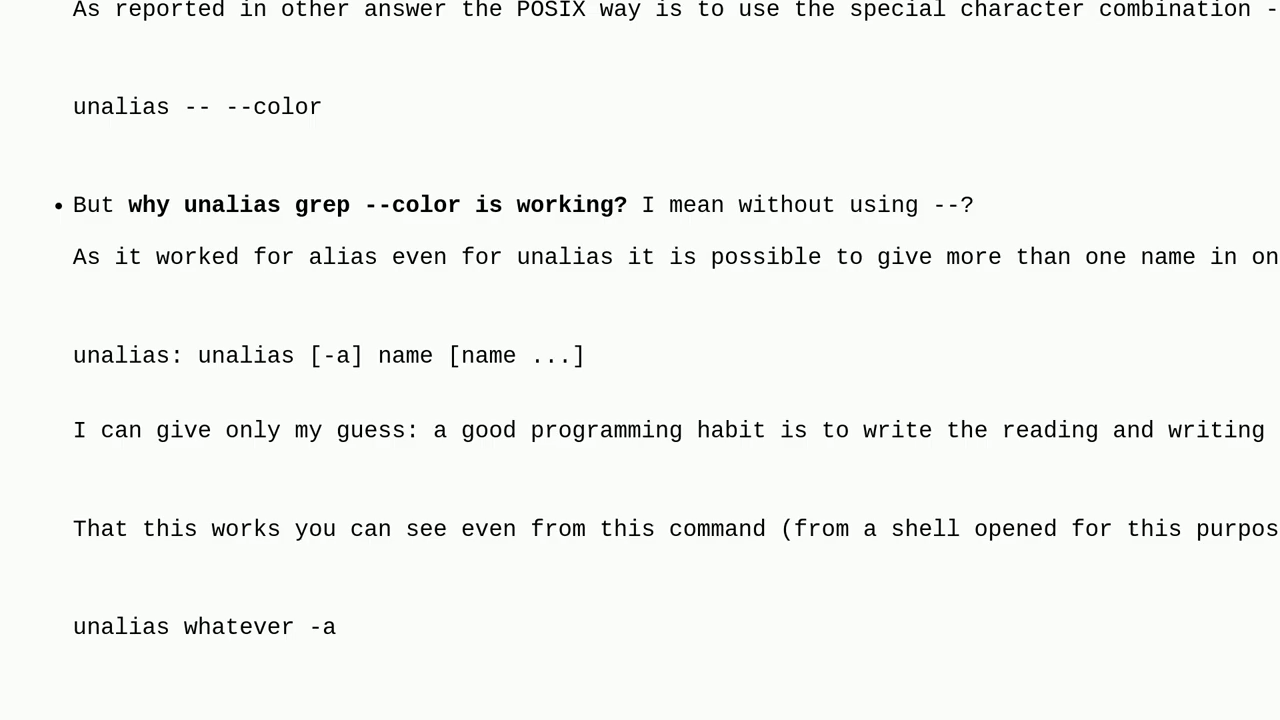 As reported in other answer the POSIX way is to use the special character combination -
unalias -- --color
• But why unalias grep --color is working? I mean without using --?
As it worked for alias even for unalias it is possible to give more than one name in on
unalias: unalias [-a] name [name ...]
I can give only my guess: a good programming habit is to write the reading and writing
That this works you can see even from this command (from a shell opened for this purpos
unalias whatever -a